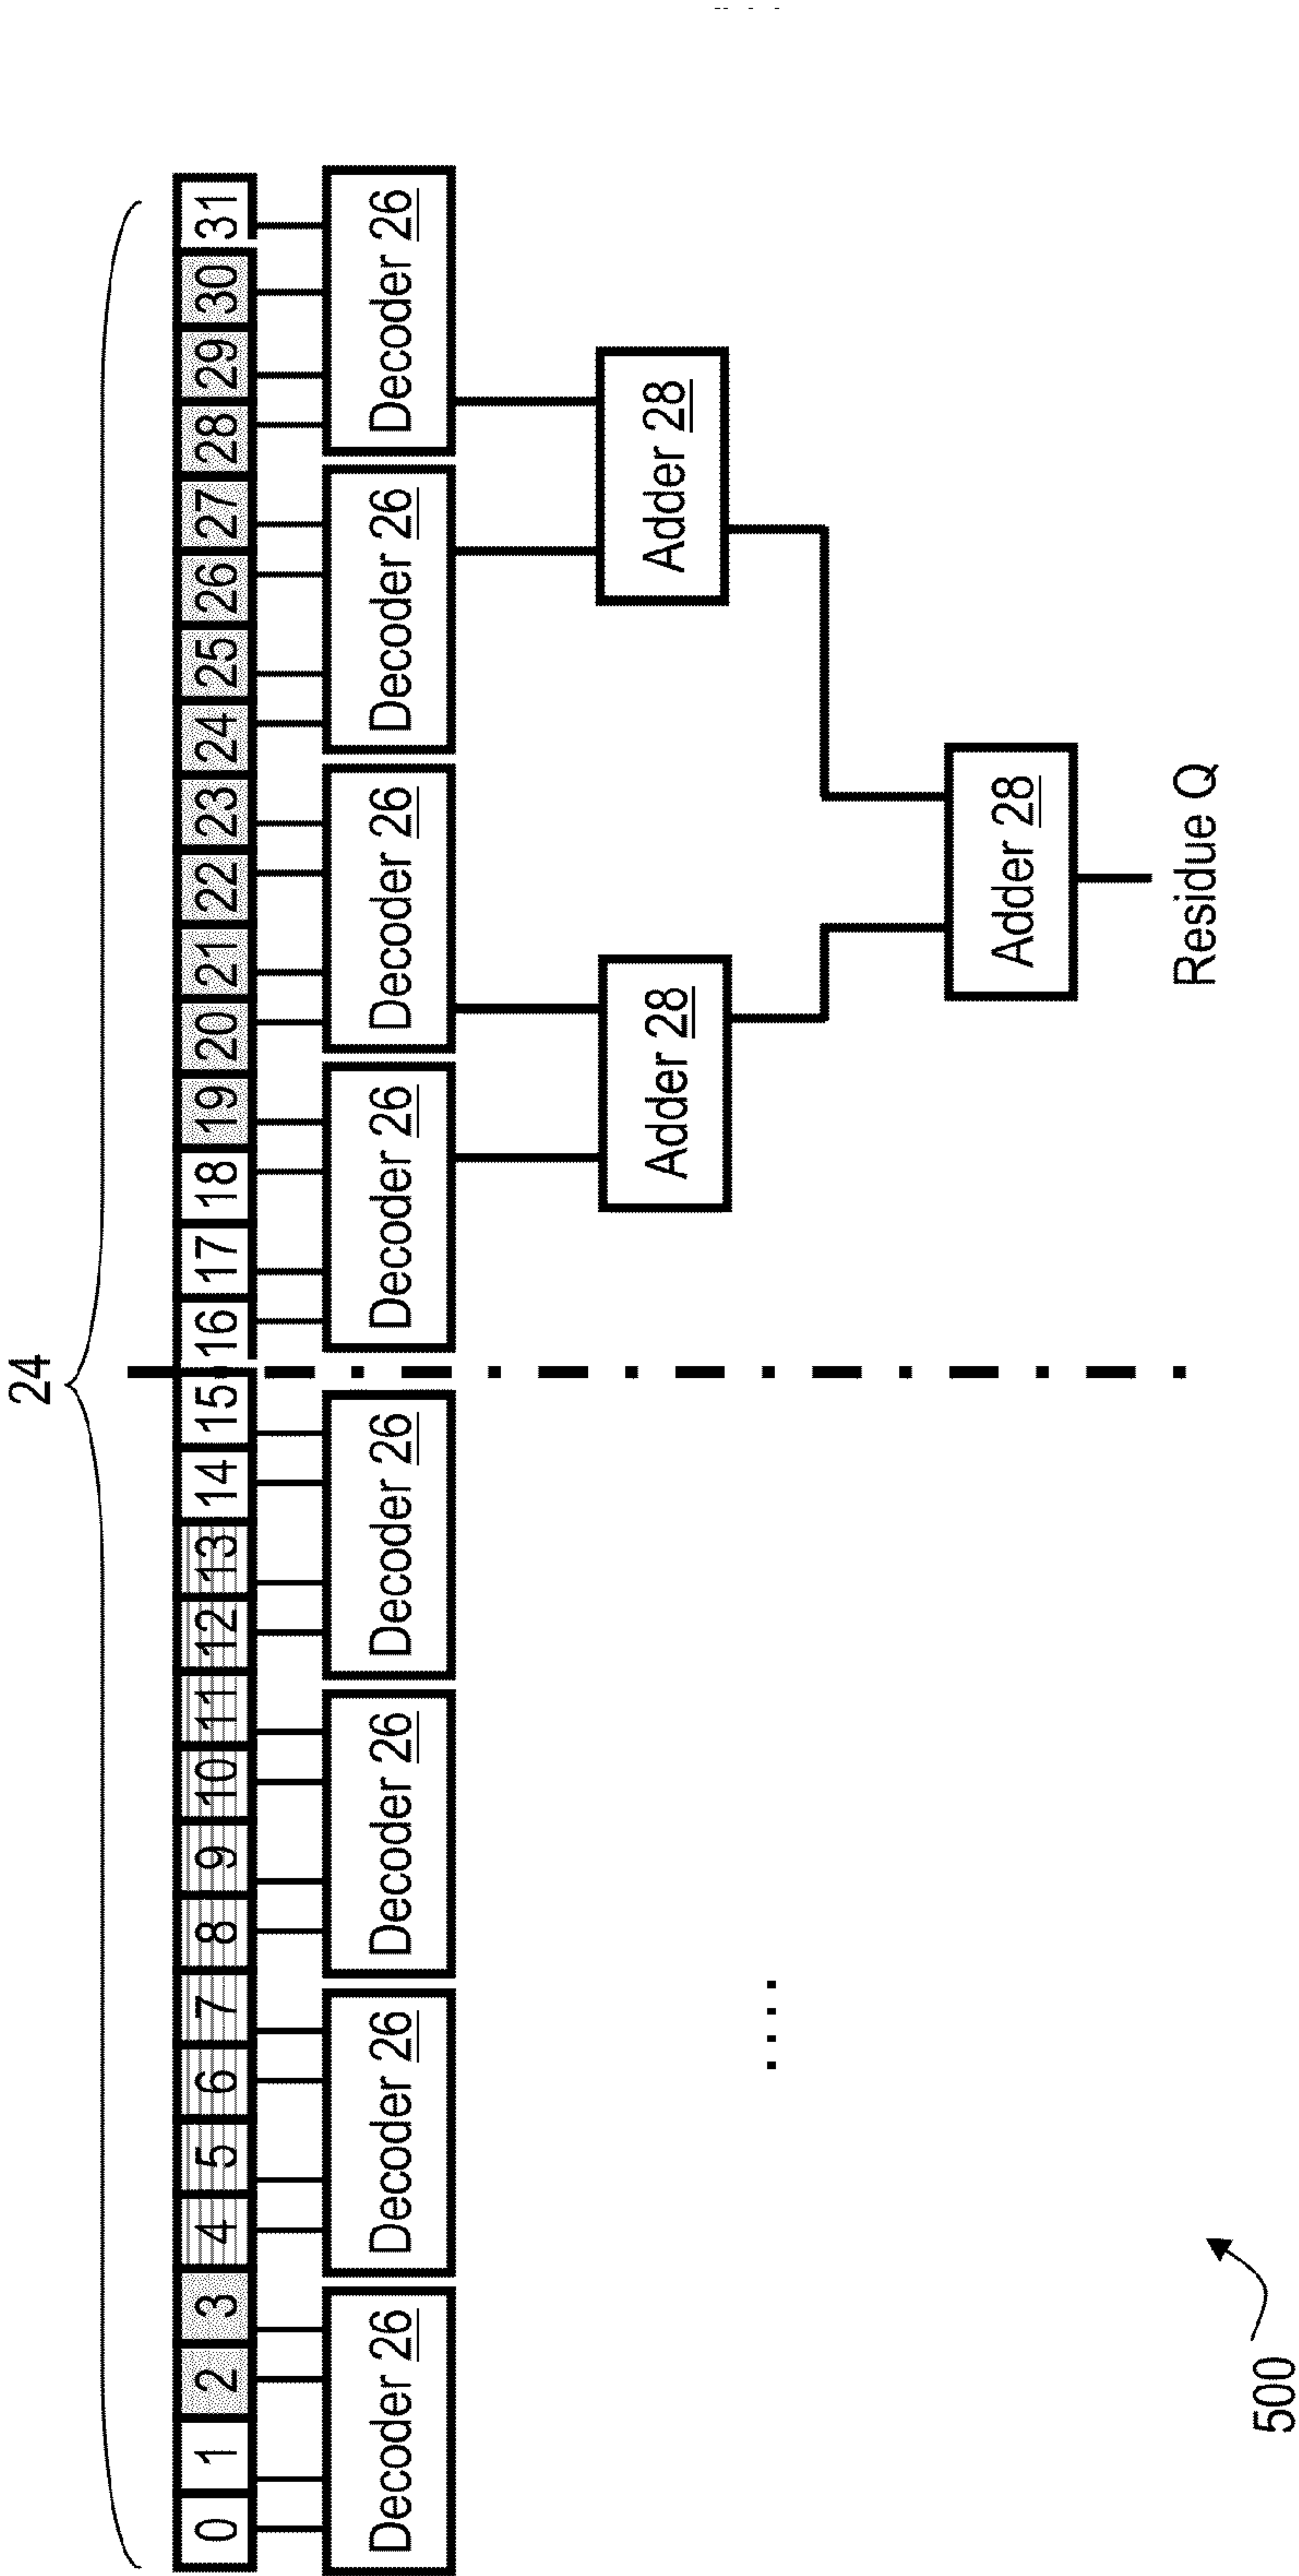 24
0 1 2 3 4 5 6 7 8 9 10 11 12 13 14 15 16 17 18 19 20 21 22 23 24 25 26 27 28 29 30 31
Decoder 26 Decoder 26 Decoder 26 Decoder 26 Decoder 26 Decoder 26 Decoder 26 Decoder 26
Adder 28 Adder 28
....
Adder 28
Residue Q
500